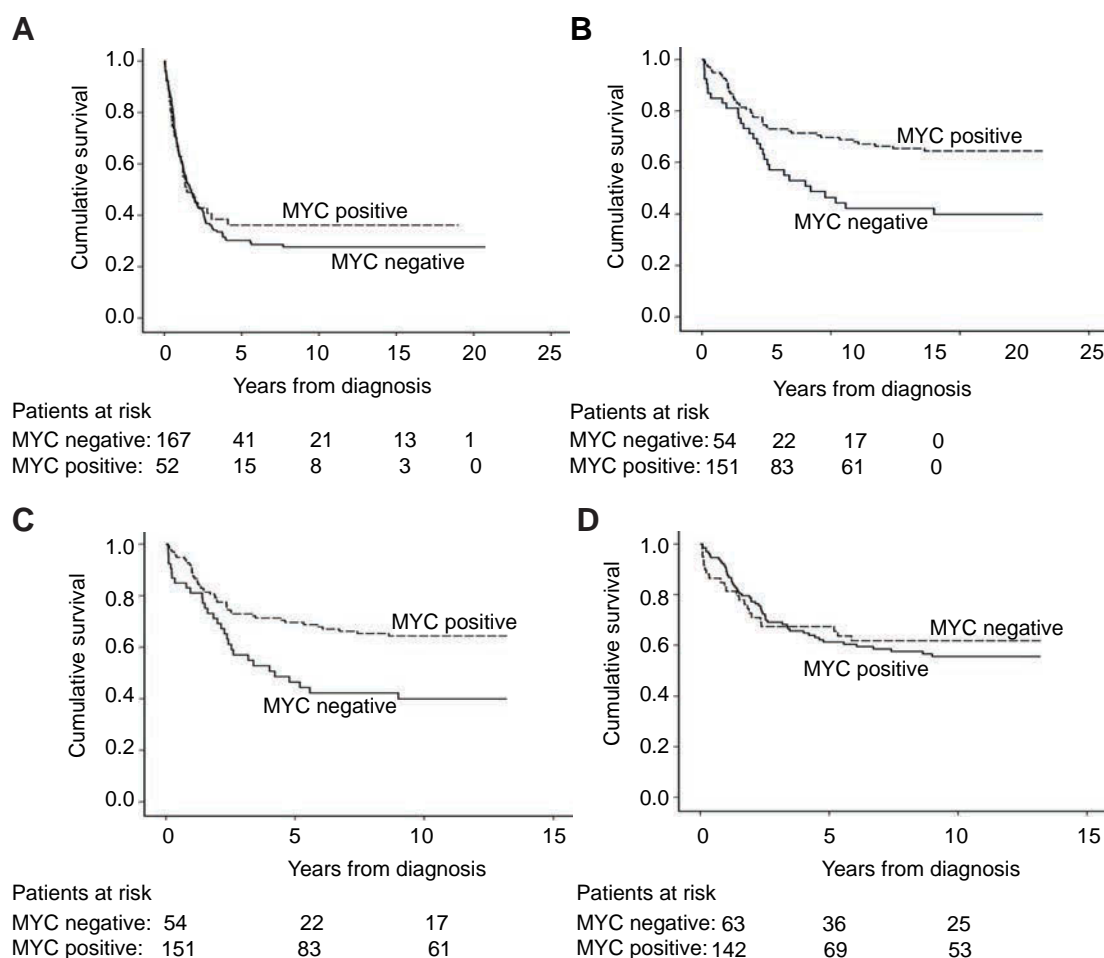 A
Cumulative survival
1.0
0.8
0.6
0.4
0.2
0.0
MYC positive
MYC negative
0 5 10 15 20 25
Years from diagnosis
Patients at risk
MYC negative: 167 41 21 13 1
MYC positive: 52 15 8 3 0
B
Cumulative survival
1.0
0.8
0.6
0.4
0.2
0.0
MYC positive
MYC negative
0 5 10 15 20 25
Years from diagnosis
Patients at risk
MYC negative: 54 22 17 0
MYC positive: 151 83 61 0
C
Cumulative survival
1.0
0.8
0.6
0.4
0.2
0.0
MYC positive
MYC negative
0 5 10 15
Years from diagnosis
Patients at risk
MYC negative: 54 22 17
MYC positive: 151 83 61
D
Cumulative survival
1.0
0.8
0.6
0.4
0.2
0.0
MYC negative
MYC positive
0 5 10 15
Years from diagnosis
Patients at risk
MYC negative: 63 36 25
MYC positive: 142 69 53